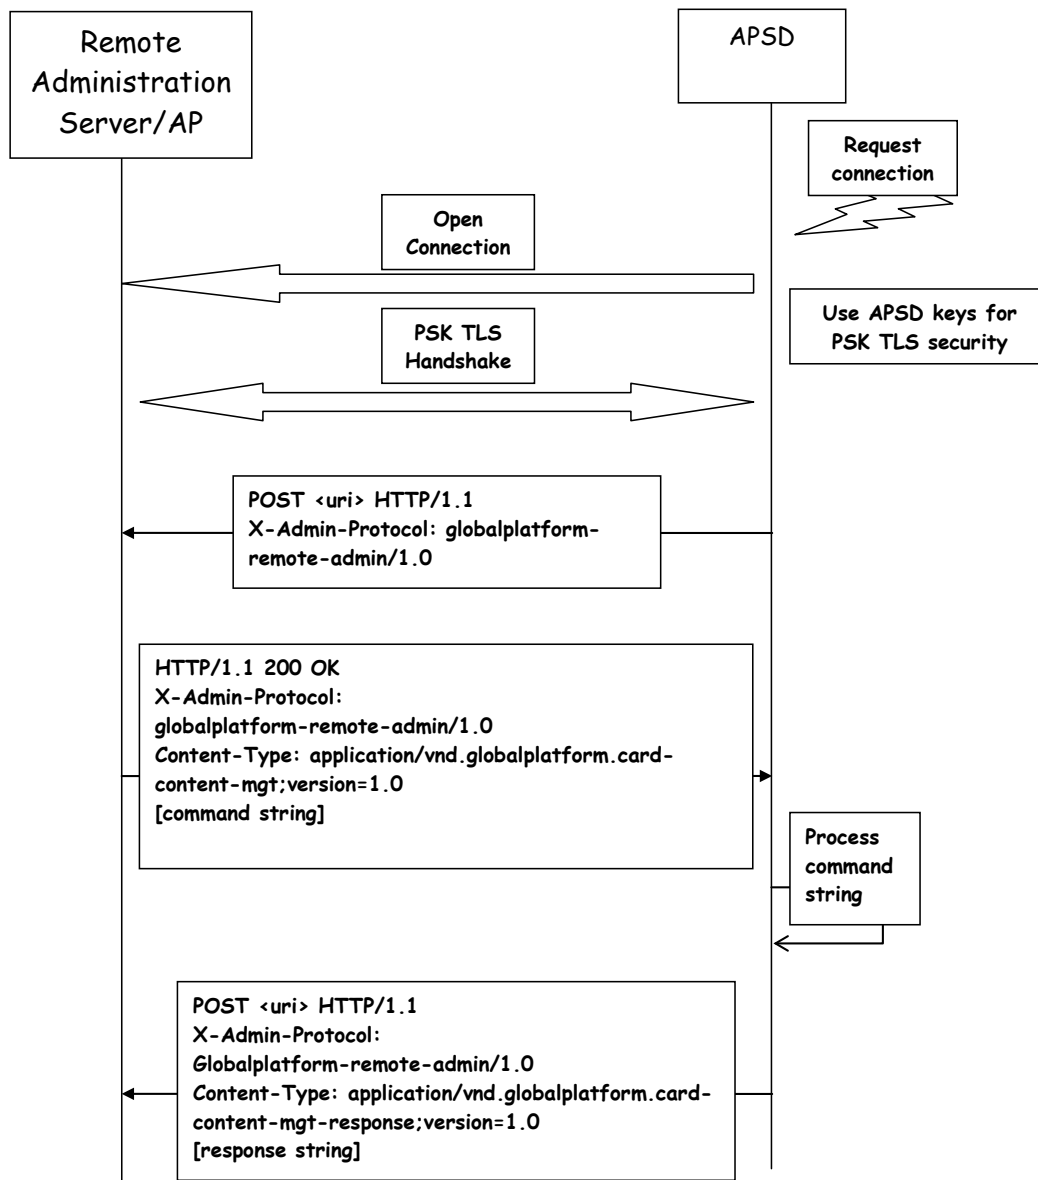 Remote
Administration
Server/AP
APSD
Request
connection
Open
Connection
Use APSD keys for
PSK TLS security
PSK TLS
Handshake
POST <uri> HTTP/1.1
X-Admin-Protocol: globalplatform-
remote-admin/1.0
HTTP/1.1 200 OK
X-Admin-Protocol:
globalplatform-remote-admin/1.0
Content-Type: application/vnd.globalplatform.card-
content-mgt;version=1.0
[command string]
Process
command
string
POST <uri> HTTP/1.1
X-Admin-Protocol:
Globalplatform-remote-admin/1.0
Content-Type: application/vnd.globalplatform.card-
content-mgt-response;version=1.0
[response string]